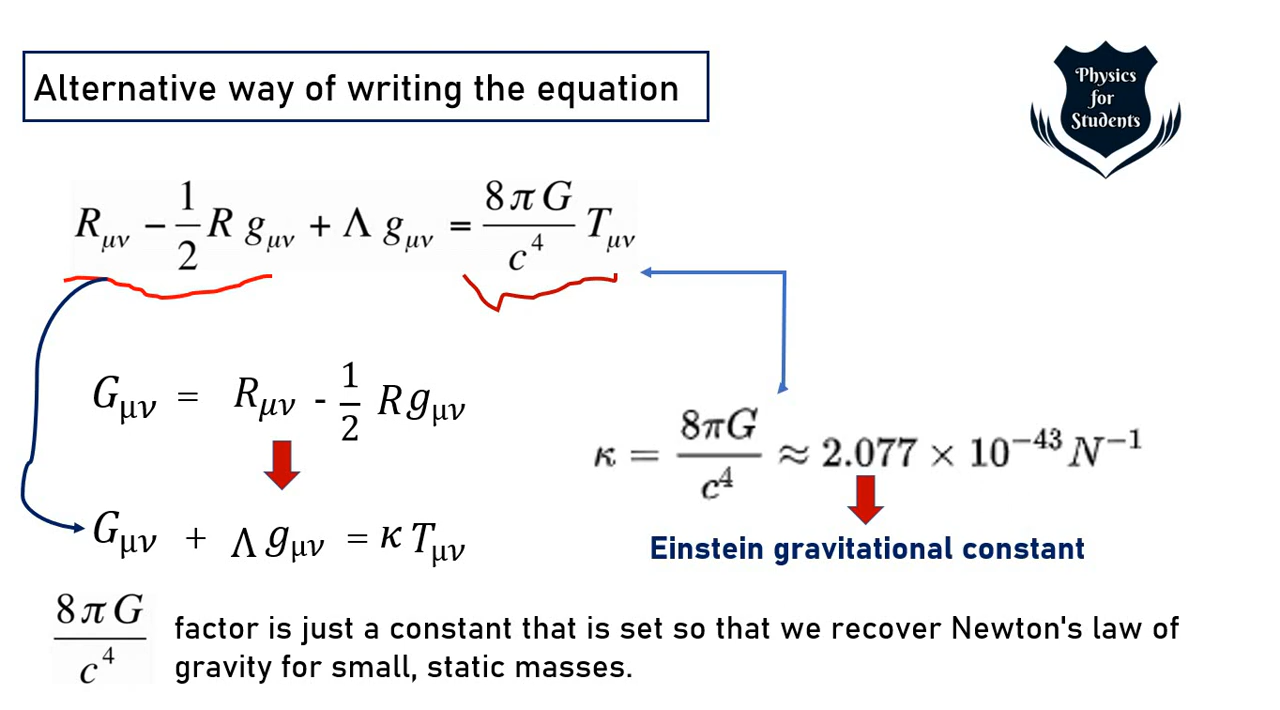 Alternative way of writing the equation
Physics
for
Students
R_μν − 1/2 R g_μν + Λ g_μν = 8πG/c⁴ T_μν
G_μν = R_μν - 1/2 R g_μν
κ = 8πG/c⁴ ≈ 2.077 × 10⁻⁴³ N⁻¹
Einstein gravitational constant
G_μν + Λ g_μν = κ T_μν
8πG/c⁴ factor is just a constant that is set so that we recover Newton's law of
gravity for small, static masses.